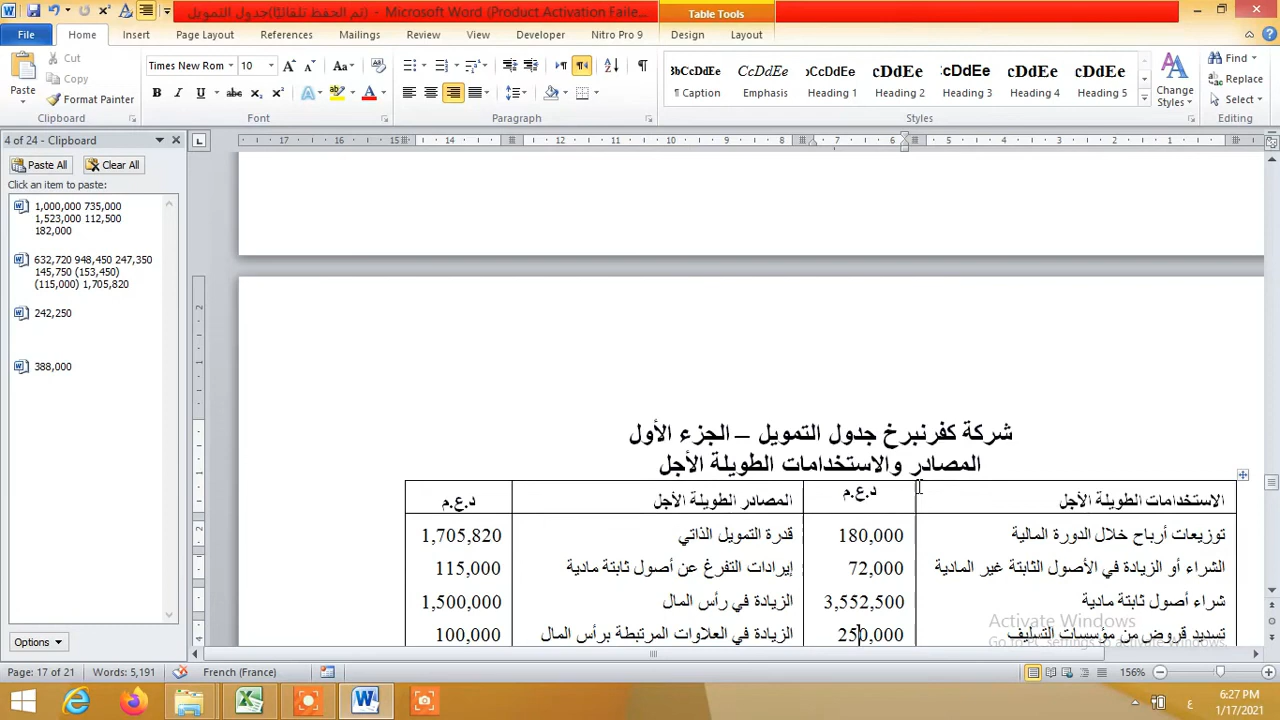 جدول التمويل(تم الحفظ تلقائيًا) - Microsoft Word (Product Activation Faile...
Table Tools
File Home Insert Page Layout References Mailings Review View Developer Nitro Pro 9 Design Layout
Paste
Cut
Copy
Format Painter
Clipboard
Times New Rom 10
Font
Paragraph
¶ Caption
Emphasis
Heading 1
Heading 2
Heading 3
Heading 4
Heading 5
Change Styles
Styles
Find
Replace
Select
Editing
4 of 24 - Clipboard
Paste All Clear All
Click an item to paste:
1,000,000 735,000
1,523,000 112,500
182,000
632,720 948,450 247,350
145,750 (153,450)
(115,000) 1,705,820
242,250
388,000
Options
شركة كفرنبرخ جدول التمويل – الجزء الأول
المصادر والاستخدامات الطويلة الأجل
الاستخدامات الطويلة الأجل د.ع.م المصادر الطويلة الأجل د.ع.م
توزيعات أرباح خلال الدورة المالية 180,000 قدرة التمويل الذاتي 1,705,820
الشراء أو الزيادة في الأصول الثابتة غير المادية 72,000 إيرادات التفرغ عن أصول ثابتة مادية 115,000
شراء أصول ثابتة مادية 3,552,500 الزيادة في رأس المال 1,500,000
تسديد قروض من مؤسسات التسليف 250,000 الزيادة في العلاوات المرتبطة برأس المال 100,000
Activate Windows
Go to PC settings to activate Windows.
Page: 17 of 21 Words: 5,191 French (France) 156%
6:27 PM
1/17/2021